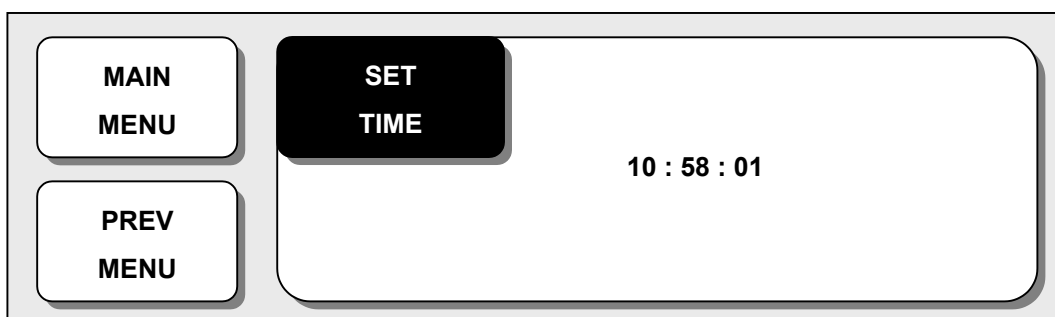 MAIN
MENU
SET
TIME
10 : 58 : 01
PREV
MENU